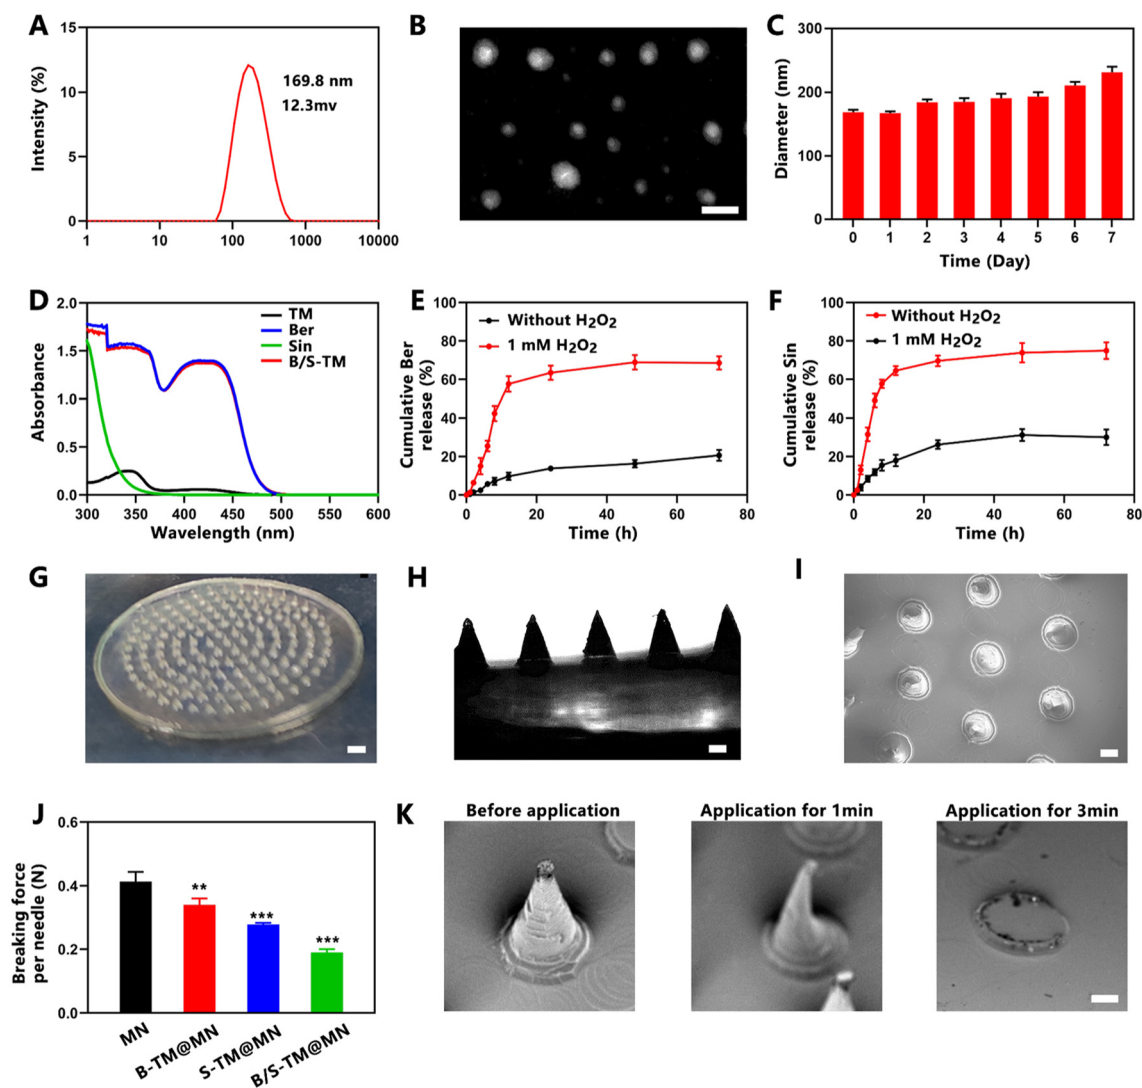 A
15
10
5
0
Intensity (%)
169.8 nm
12.3mv
1 10 100 1000 10000
B
C
300
200
100
0
Diameter (nm)
0 1 2 3 4 5 6 7
Time (Day)
D
2.0
1.5
1.0
0.5
0.0
Absorbance
TM
Ber
Sin
B/S-TM
300 350 400 450 500 550 600
Wavelength (nm)
E
100
80
60
40
20
0
Cumulative Ber
release (%)
Without H₂O₂
1 mM H₂O₂
0 20 40 60 80
Time (h)
F
100
80
60
40
20
0
Cumulative Sin
release (%)
Without H₂O₂
1 mM H₂O₂
0 20 40 60 80
Time (h)
G
H
I
J
0.6
0.4
0.2
0.0
Breaking force
per needle (N)
**
***
***
MN
B-TM@MN
S-TM@MN
B/S-TM@MN
K
Before application
Application for 1min
Application for 3min